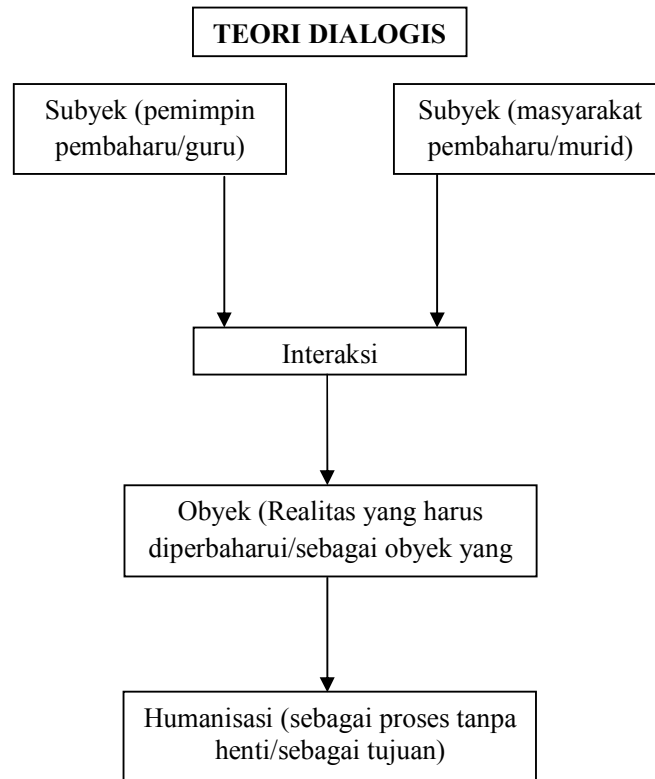 TEORI DIALOGIS
Subyek (pemimpin
pembaharu/guru)
Subyek (masyarakat
pembaharu/murid)
Interaksi
Obyek (Realitas yang harus
diperbaharui/sebagai obyek yang
Humanisasi (sebagai proses tanpa
henti/sebagai tujuan)